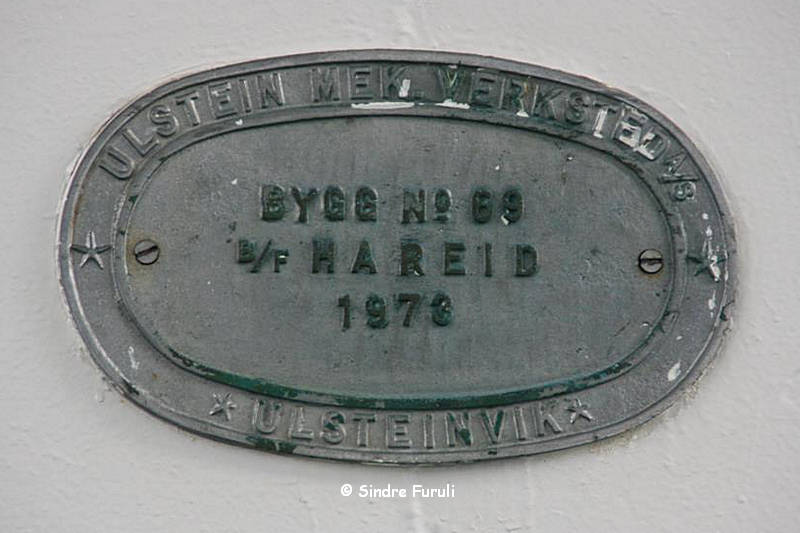 ULSTEIN MEK. VERKSTED A/S
BYGG Nº 69
B/F HAREID
1973
ULSTEINVIK
© Sindre Furuli